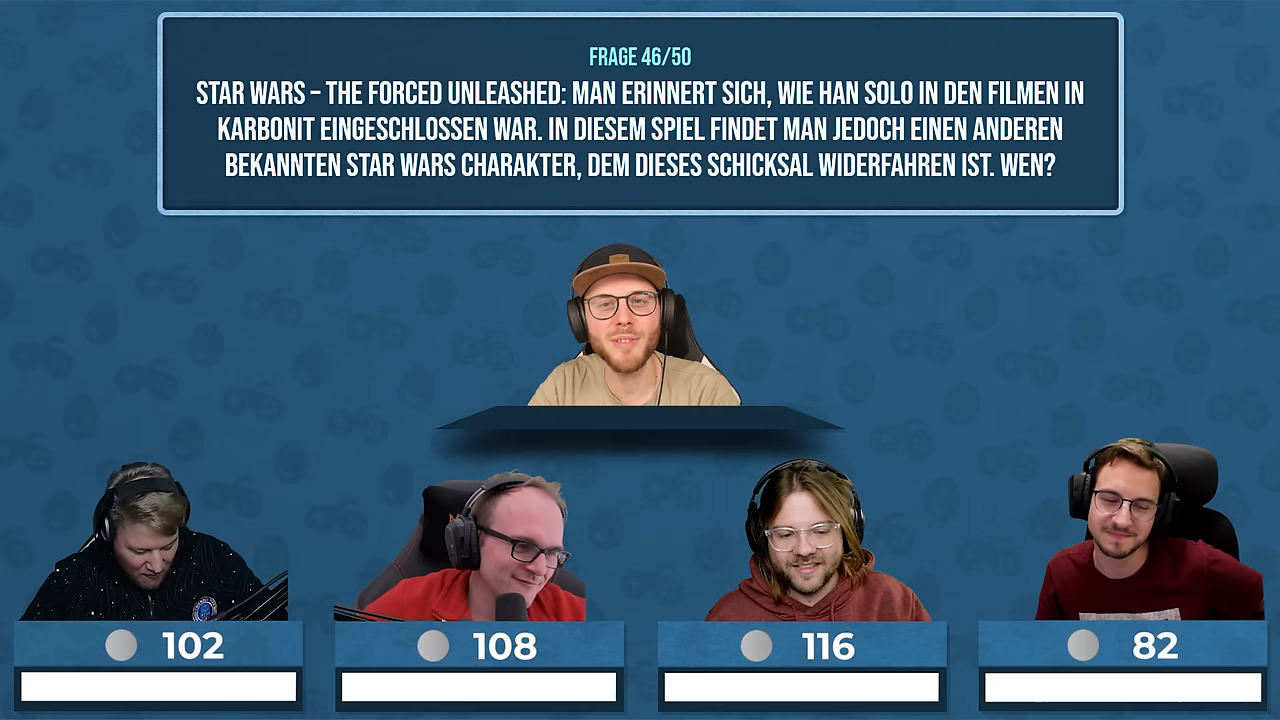 FRAGE 46/50
STAR WARS – THE FORCED UNLEASHED: MAN ERINNERT SICH, WIE HAN SOLO IN DEN FILMEN IN
KARBONIT EINGESCHLOSSEN WAR. IN DIESEM SPIEL FINDET MAN JEDOCH EINEN ANDEREN
BEKANNTEN STAR WARS CHARAKTER, DEM DIESES SCHICKSAL WIDERFAHREN IST. WEN?
102
108
116
82